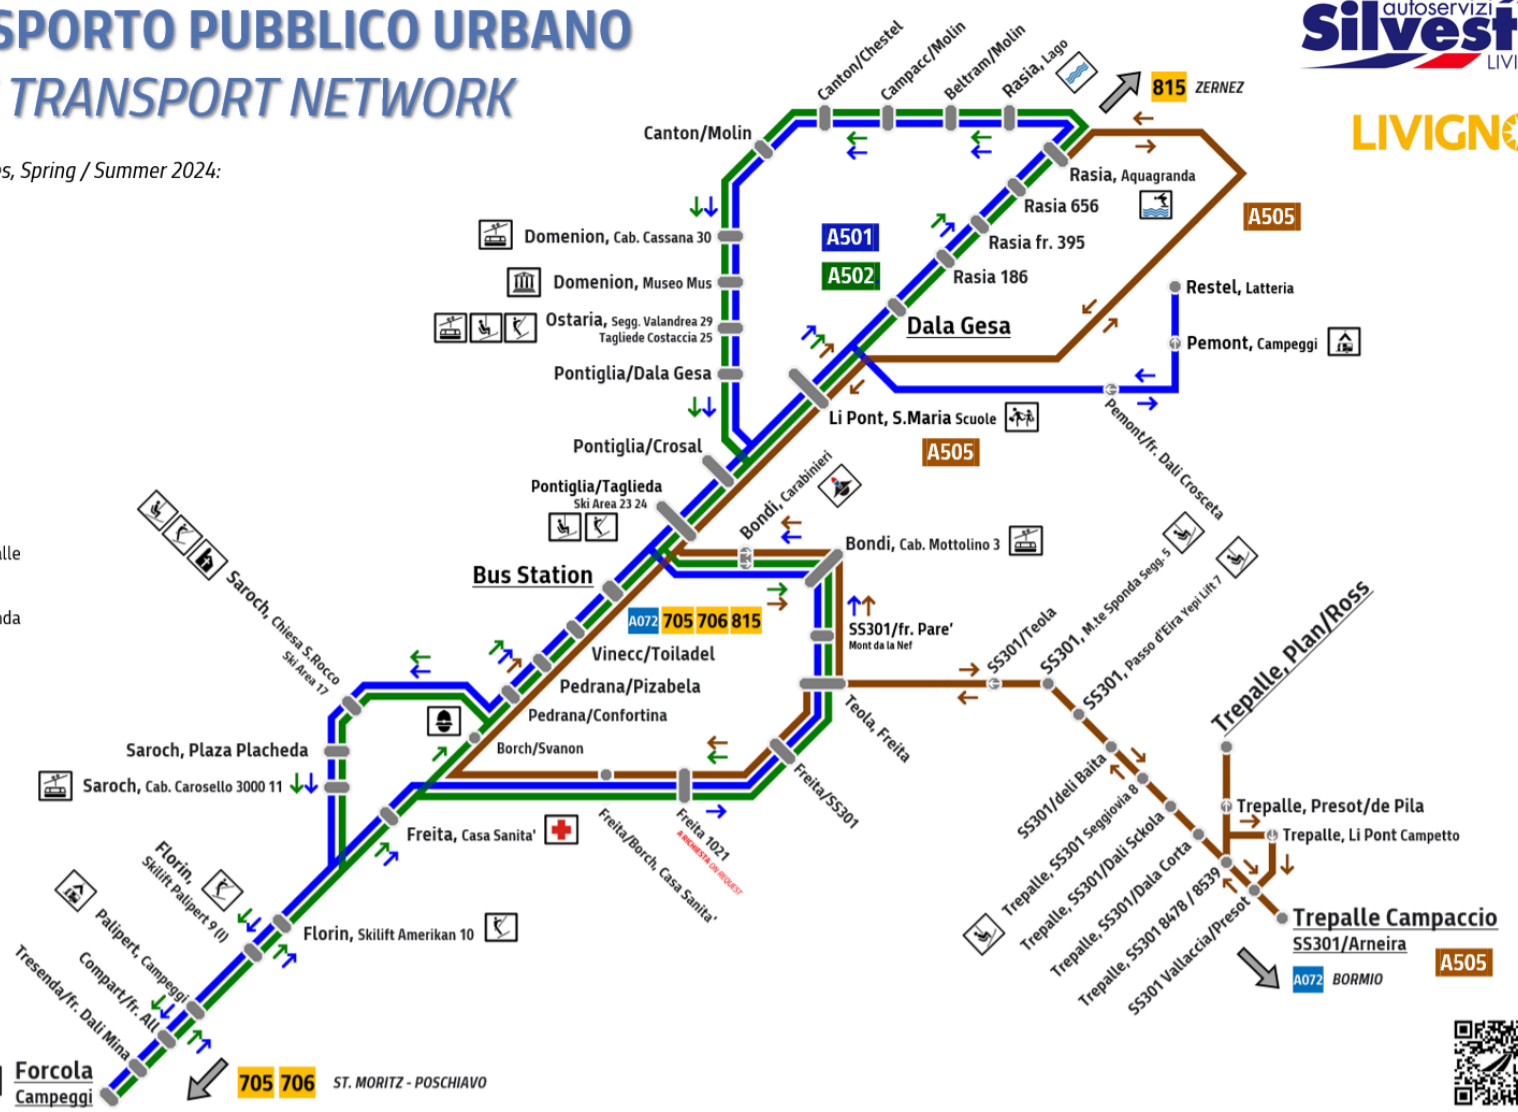 SPORTO PUBBLICO URBANO
TRANSPORT NETWORK
s, Spring / Summer 2024:
autoservizi
Silvest
LIVI
LIVIGNO
815 ZERNEZ
Canton/Chestel
Campacc/Molin
Beltram/Molin
Rasia, Lago
Canton/Molin
Rasia, Aquagranda
Rasia 656
Rasia fr. 395
Rasia 186
A501
A502
A505
Domenion, Cab. Cassana 30
Domenion, Museo Mus
Ostaria, Segg. Valandrea 29
Tagliede Costaccia 25
Pontiglia/Dala Gesa
Dala Gesa
Restel, Latteria
Pemont, Campeggi
Pemont/fr. Dali Crosceta
Li Pont, S.Maria Scuole
A505
Pontiglia/Crosal
Pontiglia/Taglieda
Ski Area 23 24
Bondi, Carabinieri
Bondi, Cab. Mottolino 3
alle
nda
Bus Station
A072 705 706 815
SS301/fr. Pare'
Mont da la Nef
Vinecc/Toiladel
Pedrana/Pizabela
Pedrana/Confortina
Borch/Svanon
Saroch, Chiesa S.Rocco
Ski Area 17
Saroch, Plaza Placheda
Saroch, Cab. Carosello 3000 11
SS301/Teola
SS301, M.te Sponda Segg. 5
SS301, Passo d'Eira Yepi Lift 7
Trepalle, Plan/Ross
Teola, Freita
Freita/SS301
Freita 1021
A RICHIESTA ON REQUEST
Freita/Borch, Casa Sanita'
Freita, Casa Sanita'
SS301/deli Baita
Trepalle, SS301 Seggiovia 8
Trepalle, SS301/Dali Sckola
Trepalle, SS301/Dala Corta
Trepalle, SS301 8478 / 8539
SS301 Vallaccia/Presot
Trepalle, Presot/de Pila
Trepalle, Li Pont Campetto
Trepalle Campaccio
SS301/Arneira
A505
A072 BORMIO
Florin,
Skilift Palipert 9 (I)
Florin, Skilift Amerikan 10
Palipert, Campeggi
Compart/fr. All
Tresenda/fr. Dali Mina
Forcola
Campeggi
705 706 ST. MORITZ - POSCHIAVO